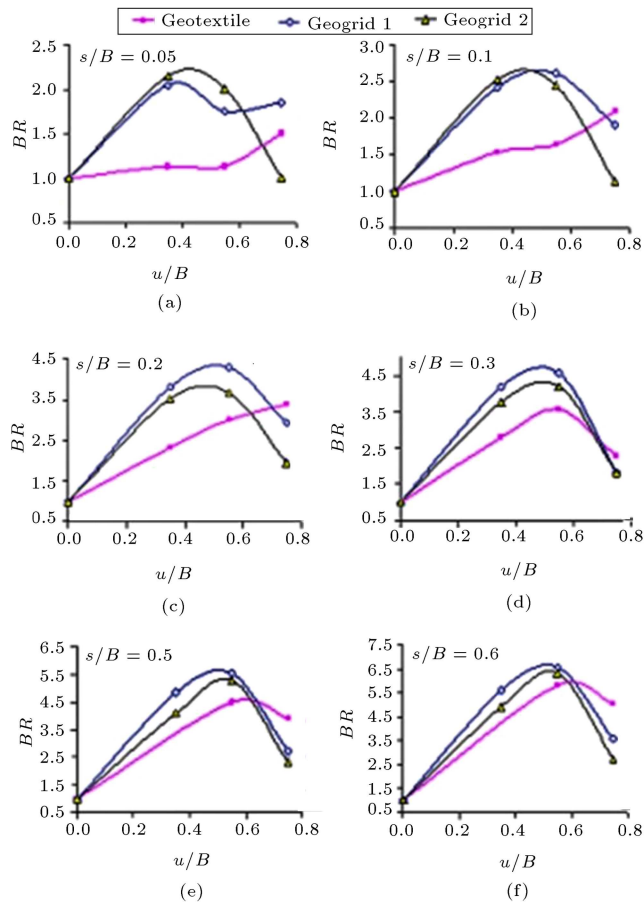 Geotextile Geogrid 1 Geogrid 2
s/B = 0.05
2.5
2.0
1.5
1.0
0.5
BR
0.0 0.2 0.4 0.6 0.8
u/B
(a)
s/B = 0.1
3.0
2.5
2.0
1.5
1.0
0.5
BR
0.0 0.2 0.4 0.6 0.8
u/B
(b)
s/B = 0.2
4.5
3.5
2.5
1.5
0.5
BR
0.0 0.2 0.4 0.6 0.8
u/B
(c)
s/B = 0.3
4.5
3.5
2.5
1.5
0.5
BR
0.0 0.2 0.4 0.6 0.8
u/B
(d)
s/B = 0.5
6.5
5.5
4.5
3.5
2.5
1.5
0.5
BR
0.0 0.2 0.4 0.6 0.8
u/B
(e)
s/B = 0.6
7.5
6.5
5.5
4.5
3.5
2.5
1.5
0.5
BR
0.0 0.2 0.4 0.6 0.8
u/B
(f)